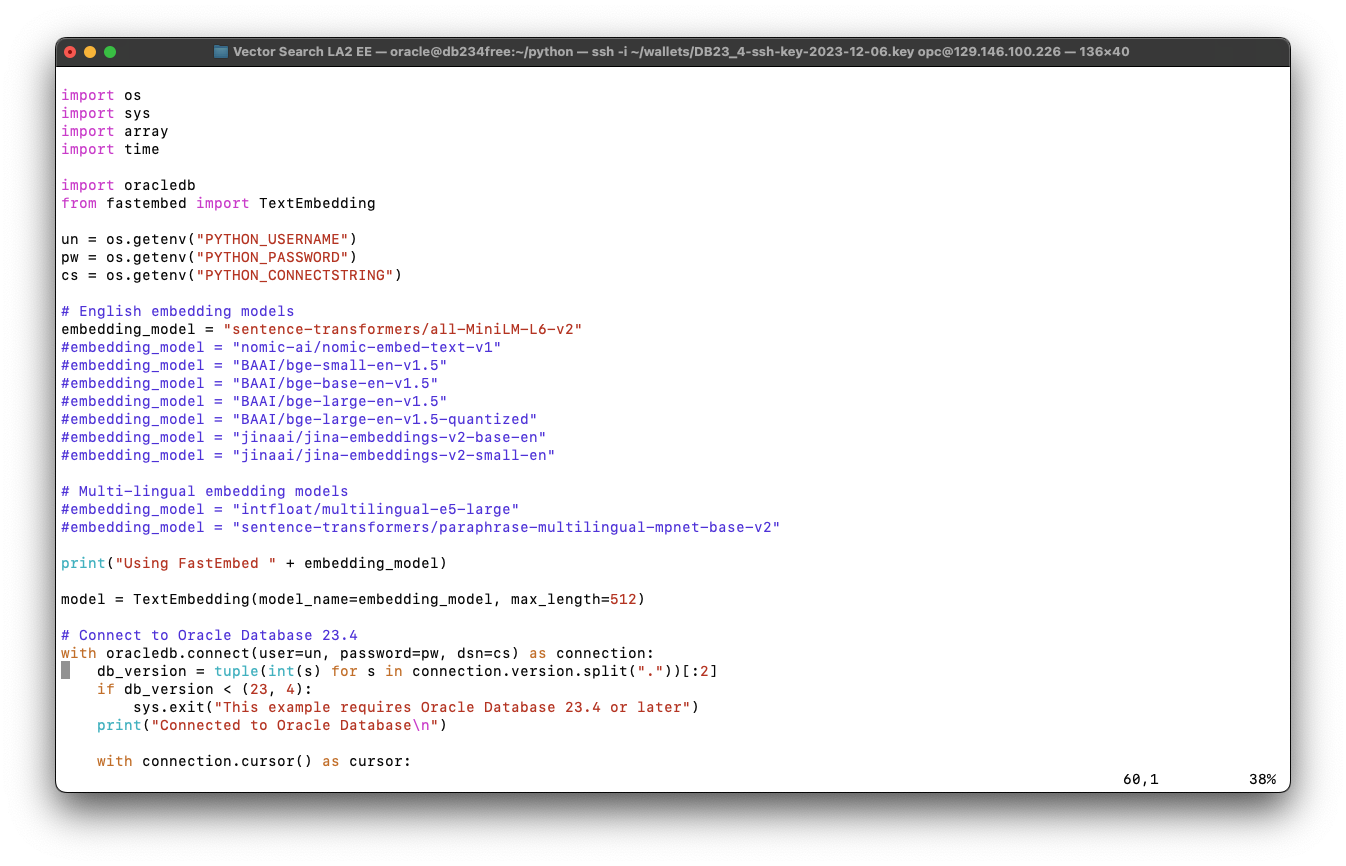 Vector Search LA2 EE — oracle@db234free:~/python — ssh -i ~/wallets/DB23_4-ssh-key-2023-12-06.key opc@129.146.100.226 — 136×40
import os
import sys
import array
import time
import oracledb
from fastembed import TextEmbedding
un = os.getenv("PYTHON_USERNAME")
pw = os.getenv("PYTHON_PASSWORD")
cs = os.getenv("PYTHON_CONNECTSTRING")
# English embedding models
embedding_model = "sentence-transformers/all-MiniLM-L6-v2"
#embedding_model = "nomic-ai/nomic-embed-text-v1"
#embedding_model = "BAAI/bge-small-en-v1.5"
#embedding_model = "BAAI/bge-base-en-v1.5"
#embedding_model = "BAAI/bge-large-en-v1.5"
#embedding_model = "BAAI/bge-large-en-v1.5-quantized"
#embedding_model = "jinaai/jina-embeddings-v2-base-en"
#embedding_model = "jinaai/jina-embeddings-v2-small-en"
# Multi-lingual embedding models
#embedding_model = "intfloat/multilingual-e5-large"
#embedding_model = "sentence-transformers/paraphrase-multilingual-mpnet-base-v2"
print("Using FastEmbed " + embedding_model)
model = TextEmbedding(model_name=embedding_model, max_length=512)
# Connect to Oracle Database 23.4
with oracledb.connect(user=un, password=pw, dsn=cs) as connection:
    db_version = tuple(int(s) for s in connection.version.split("."))[:2]
    if db_version < (23, 4):
        sys.exit("This example requires Oracle Database 23.4 or later")
    print("Connected to Oracle Database\n")
    with connection.cursor() as cursor:
60,1 38%